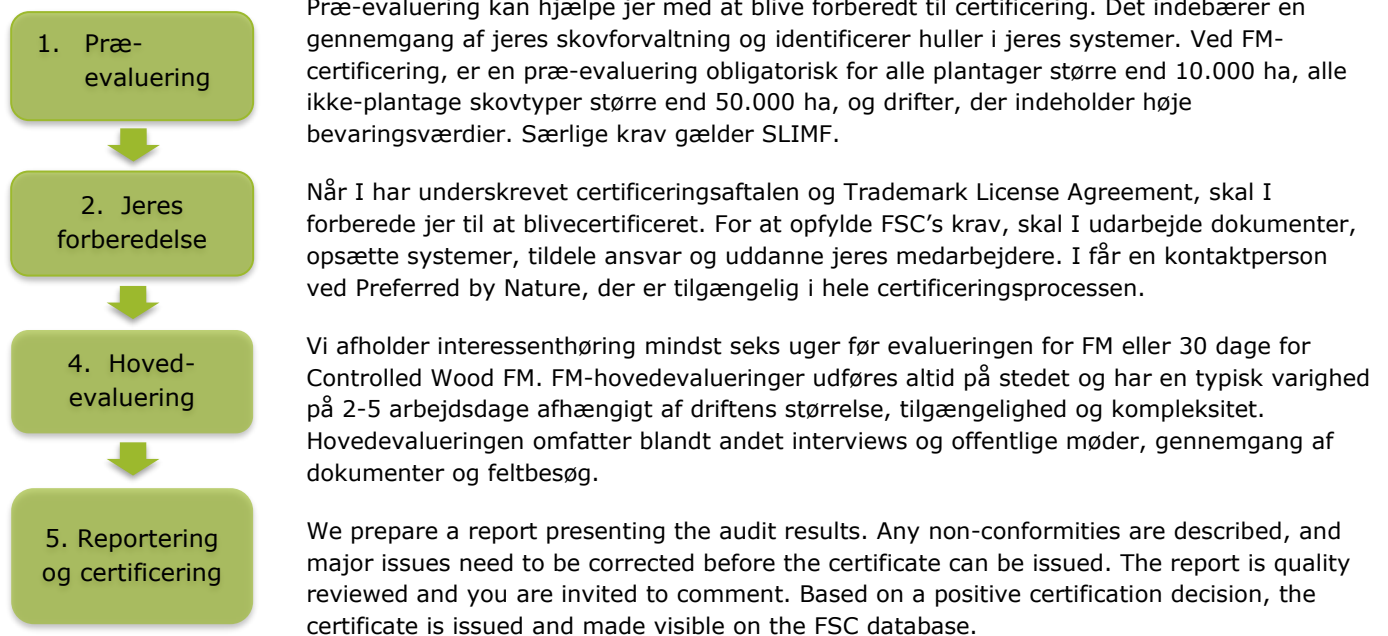 1. Præ-
evaluering
Præ-evaluering kan hjælpe jer med at blive forberedt til certificering. Det indebærer en
gennemgang af jeres skovforvaltning og identificerer huller i jeres systemer. Ved FM-
certificering, er en præ-evaluering obligatorisk for alle plantager større end 10.000 ha, alle
ikke-plantage skovtyper større end 50.000 ha, og drifter, der indeholder høje
bevaringsværdier. Særlige krav gælder SLIMF.
2. Jeres
forberedelse
Når I har underskrevet certificeringsaftalen og Trademark License Agreement, skal I
forberede jer til at blivecertificeret. For at opfylde FSC’s krav, skal I udarbejde dokumenter,
opsætte systemer, tildele ansvar og uddanne jeres medarbejdere. I får en kontaktperson
ved Preferred by Nature, der er tilgængelig i hele certificeringsprocessen.
4. Hoved-
evaluering
Vi afholder interessenthøring mindst seks uger før evalueringen for FM eller 30 dage for
Controlled Wood FM. FM-hovedevalueringer udføres altid på stedet og har en typisk varighed
på 2-5 arbejdsdage afhængigt af driftens størrelse, tilgængelighed og kompleksitet.
Hovedevalueringen omfatter blandt andet interviews og offentlige møder, gennemgang af
dokumenter og feltbesøg.
5. Reportering
og certificering
We prepare a report presenting the audit results. Any non-conformities are described, and
major issues need to be corrected before the certificate can be issued. The report is quality
reviewed and you are invited to comment. Based on a positive certification decision, the
certificate is issued and made visible on the FSC database.